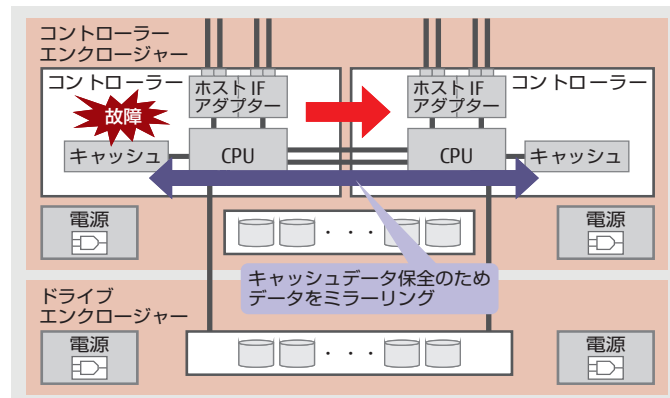 コントローラー
エンクロージャー
コントローラー
ホスト IF
アダプター
故障
キャッシュ
CPU
ホスト IF
アダプター
コントローラー
CPU
キャッシュ
電源
・・・
電源
キャッシュデータ保全のため
データをミラーリング
ドライブ
エンクロージャー
電源
・・・
電源